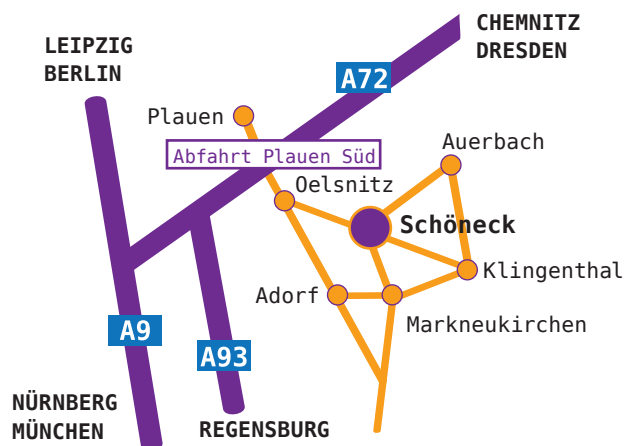 CHEMNITZ
DRESDEN
LEIPZIG
BERLIN
A72
Plauen
Auerbach
Abfahrt Plauen Süd
Oelsnitz
Schöneck
Klingenthal
Adorf
Markneukirchen
A9
A93
NÜRNBERG
MÜNCHEN
REGENSBURG